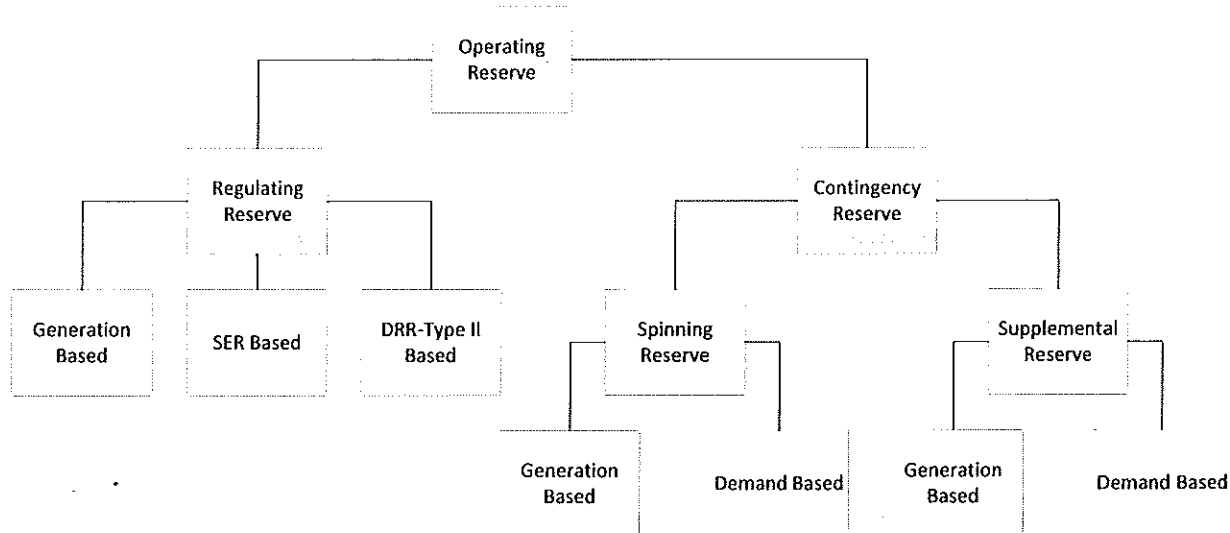 Operating
Reserve
Regulating
Reserve
Contingency
Reserve
Generation
Based
SER Based
DRR-Type II
Based
Spinning
Reserve
Supplemental
Reserve
Generation
Based
Demand Based
Generation
Based
Demand Based